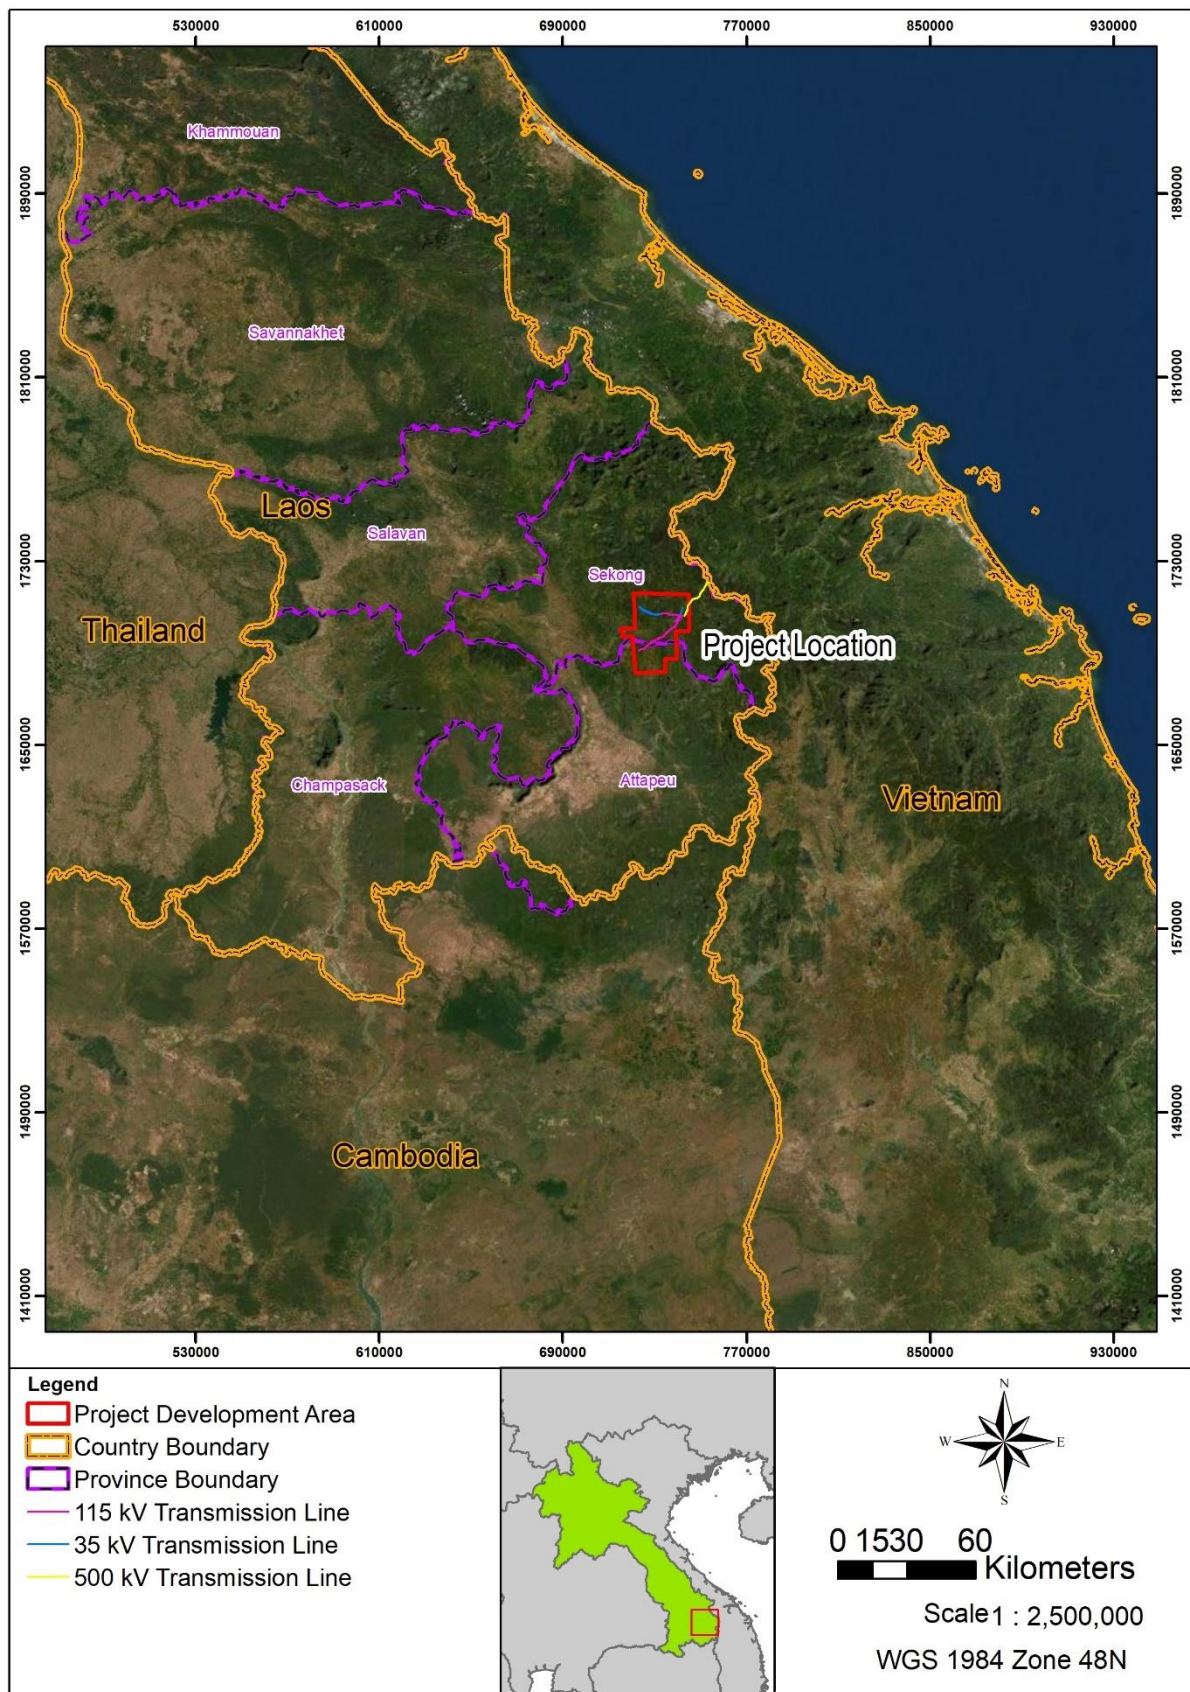 530000 610000 690000 770000 850000 930000
Khammouan
1890000 1890000
Savannakhet
1810000 1810000
Laos
Salavan
1730000 1730000
Sekong
Thailand
Project Location
1650000 1650000
Champasack
Attapeu
Vietnam
1570000 1570000
1490000 1490000
Cambodia
1410000 1410000
530000 610000 690000 770000 850000 930000
Legend
Project Development Area
Country Boundary
Province Boundary
115 kV Transmission Line
35 kV Transmission Line
500 kV Transmission Line
N
W E
S
0 1530 60
Kilometers
Scale 1 : 2,500,000
WGS 1984 Zone 48N